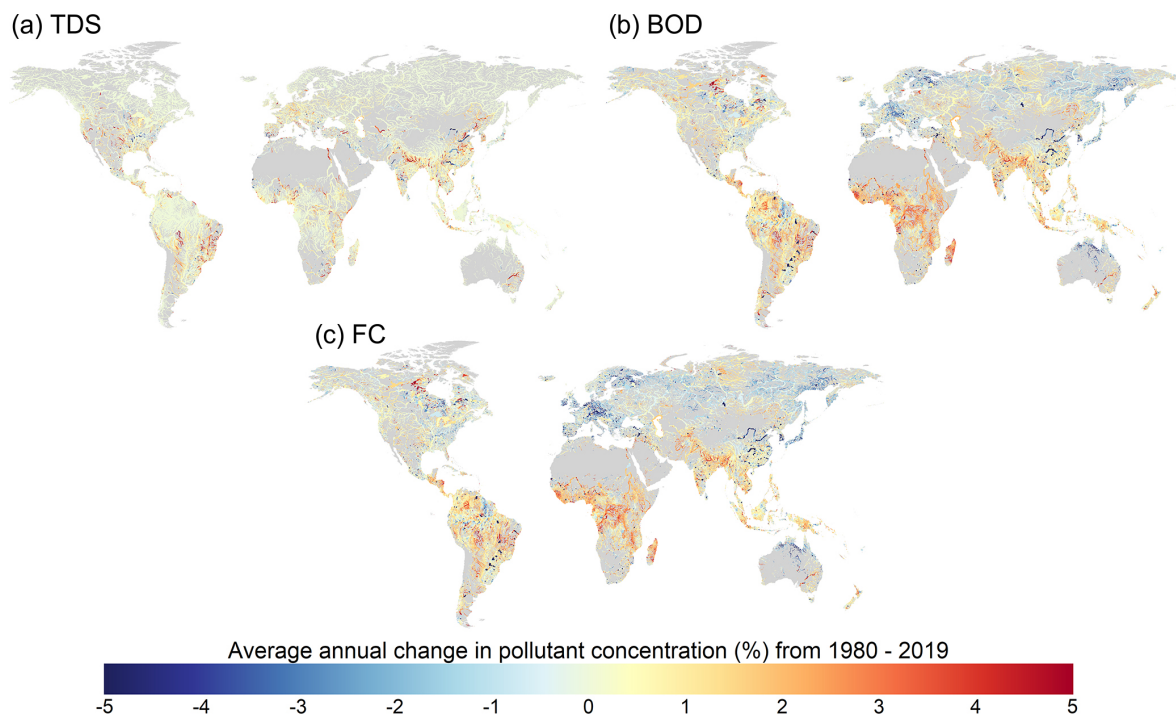 (a) TDS
(b) BOD
(c) FC
Average annual change in pollutant concentration (%) from 1980 - 2019
-5 -4 -3 -2 -1 0 1 2 3 4 5